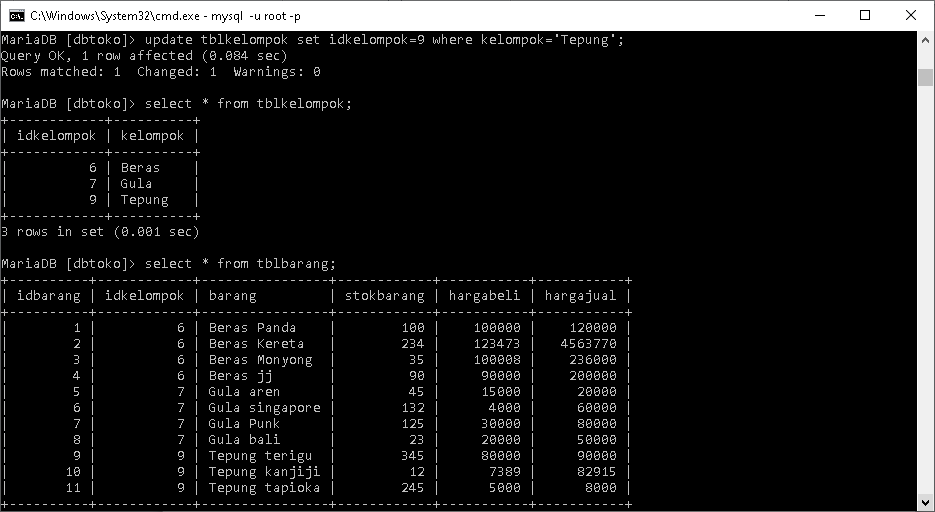 C:\Windows\System32\cmd.exe - mysql  -u root -p
MariaDB [dbtoko]> update tblkelompok set idkelompok=9 where kelompok='Tepung';
Query OK, 1 row affected (0.084 sec)
Rows matched: 1  Changed: 1  Warnings: 0
MariaDB [dbtoko]> select * from tblkelompok;
+------------+----------+
| idkelompok | kelompok |
+------------+----------+
|          6 | Beras    |
|          7 | Gula     |
|          9 | Tepung   |
+------------+----------+
3 rows in set (0.001 sec)
MariaDB [dbtoko]> select * from tblbarang;
+----------+------------+----------------+------------+-----------+-----------+
| idbarang | idkelompok | barang         | stokbarang | hargabeli | hargajual |
+----------+------------+----------------+------------+-----------+-----------+
|        1 |          6 | Beras Panda    |        100 |    100000 |    120000 |
|        2 |          6 | Beras Kereta   |        234 |    123473 |   4563770 |
|        3 |          6 | Beras Monyong  |         35 |    100008 |    236000 |
|        4 |          6 | Beras jj       |         90 |     90000 |    200000 |
|        5 |          7 | Gula aren      |         45 |     15000 |     20000 |
|        6 |          7 | Gula singapore |        132 |      4000 |     60000 |
|        7 |          7 | Gula Punk      |        125 |     30000 |     80000 |
|        8 |          7 | Gula bali      |         23 |     20000 |     50000 |
|        9 |          9 | Tepung terigu  |        345 |     80000 |     90000 |
|       10 |          9 | Tepung kanjiji |         12 |      7389 |     82915 |
|       11 |          9 | Tepung tapioka |        245 |      5000 |      8000 |
+----------+------------+----------------+------------+-----------+-----------+